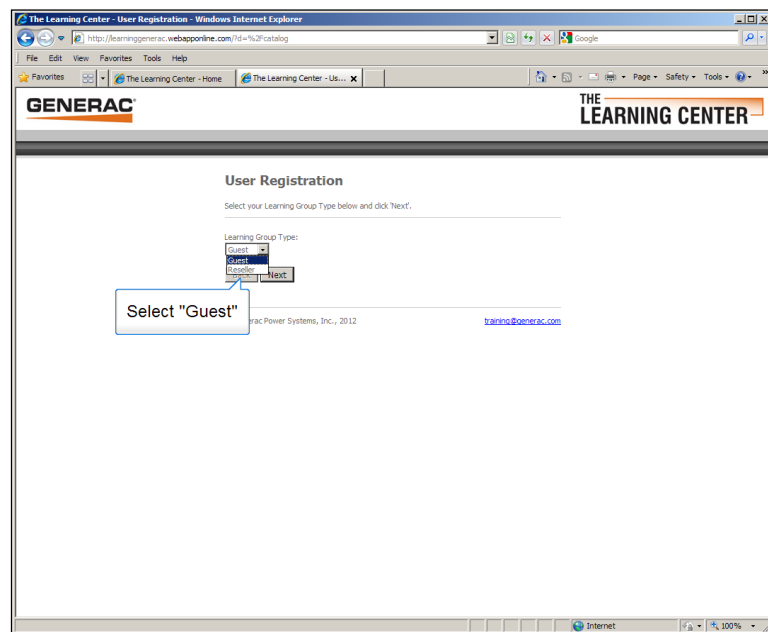 The Learning Center - User Registration - Windows Internet Explorer
http://learninggenerac.webapponline.com/?d=%2Fcatalog
Google
File Edit View Favorites Tools Help
Favorites
The Learning Center - Home
The Learning Center - Us...
Page Safety Tools
GENERAC
THE
LEARNING CENTER
User Registration
Select your Learning Group Type below and click 'Next'.
Learning Group Type:
Guest
Guest
Reseller
Next
Select "Guest"
erac Power Systems, Inc., 2012
training@generac.com
Internet
100%